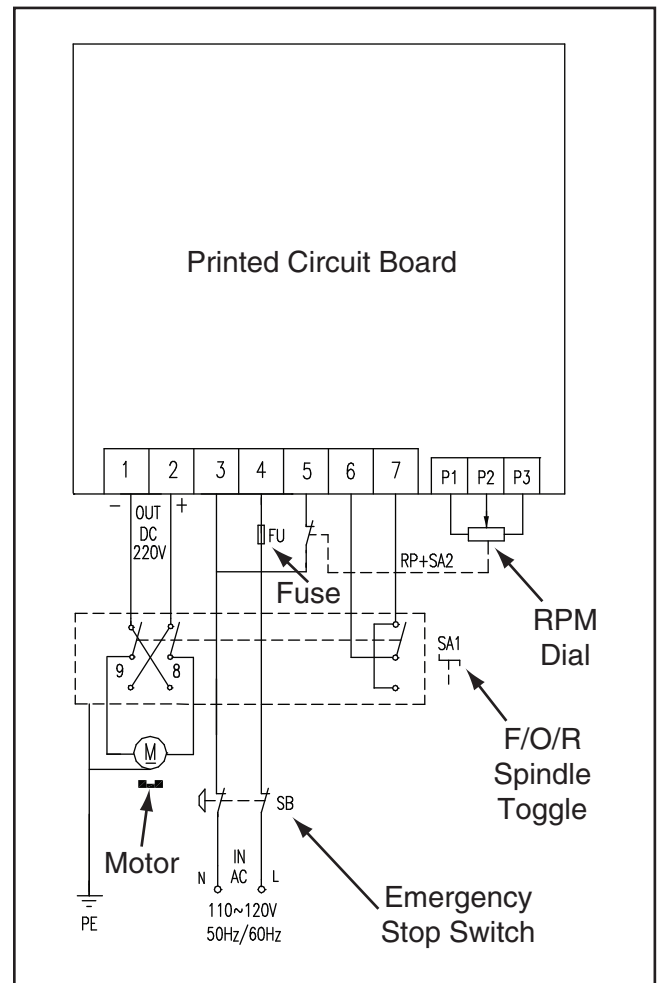 Printed Circuit Board
1 2 3 4 5 6 7
P1 P2 P3
- +
OUT
DC
220V
FU
Fuse
RP+SA2
RPM
Dial
9 8
SA1
F/O/R
Spindle
Toggle
M
Motor
SB
N IN L
AC
110~120V
50Hz/60Hz
PE
Emergency
Stop Switch